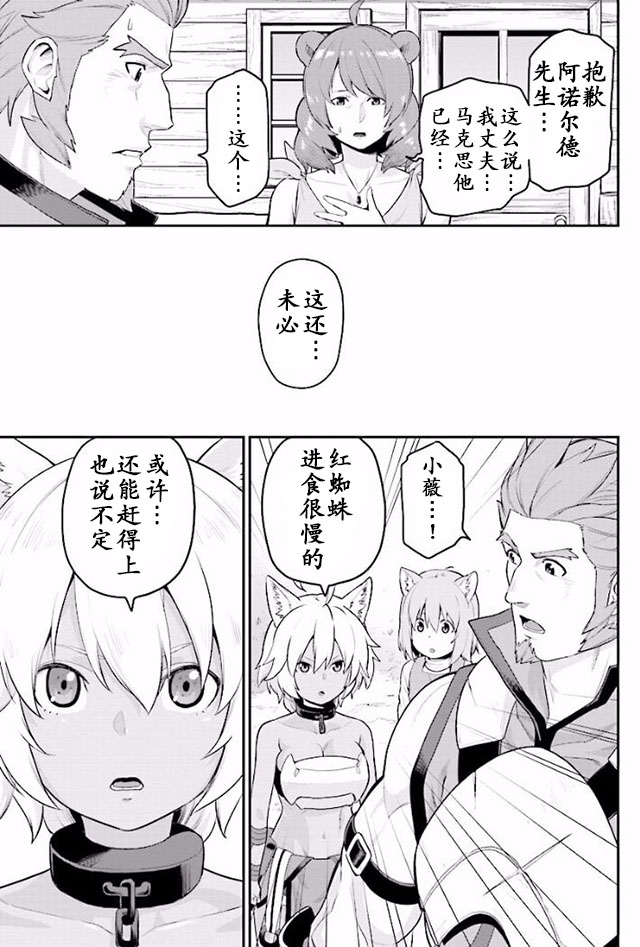 抱歉
阿诺尔德
先生…
这么说…
我丈夫…
马克思他
已经…
……这个…
这还…
未必
小薇…!
红蜘蛛
进食很慢的
或许…
还能赶得上
也说不定